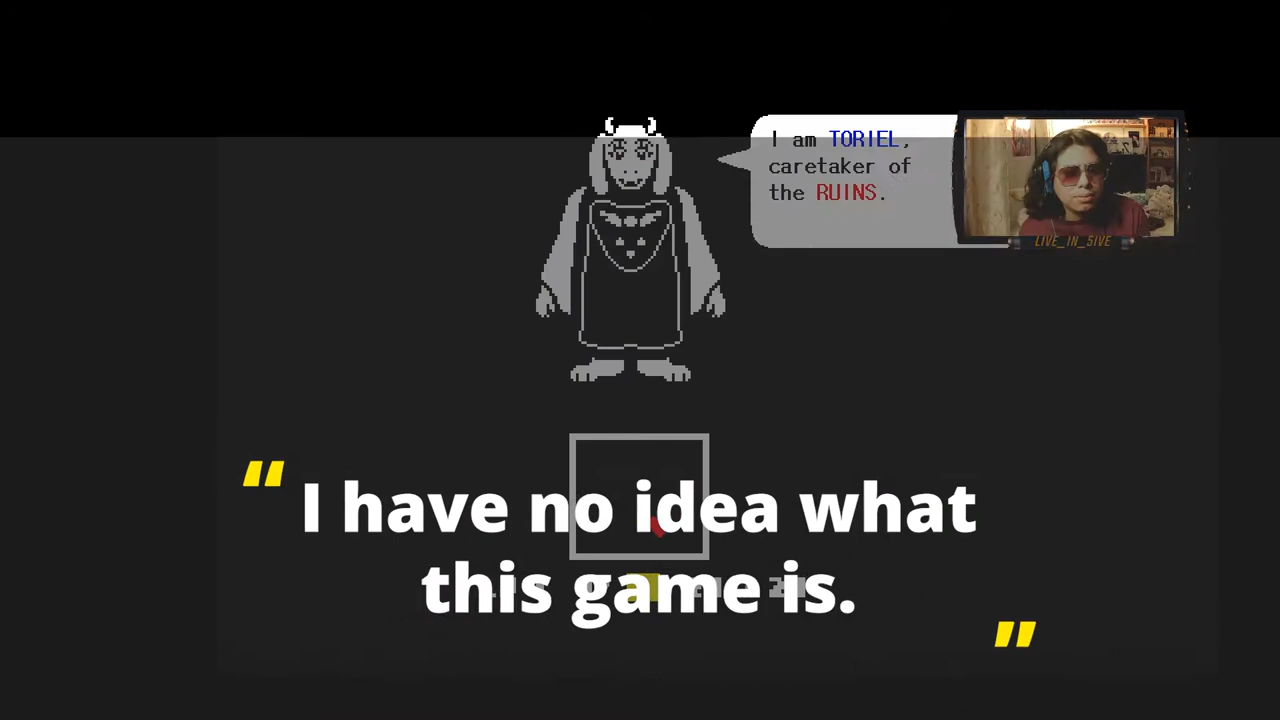 I am TORIEL,
caretaker of
the RUINS.
LIVE_IN_5IVE
“ I have no idea what
this game is. ”